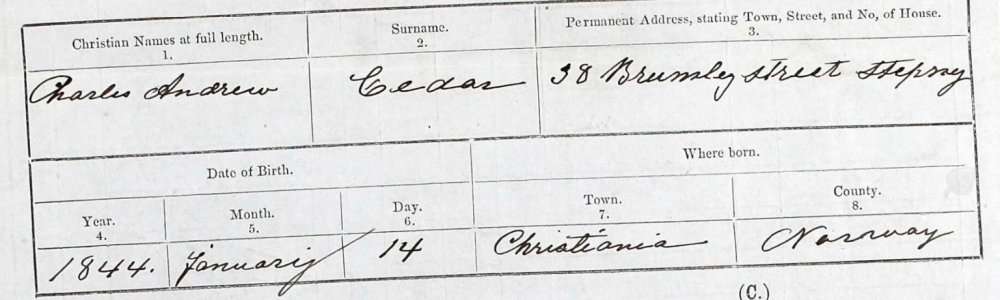 Christian Names at full length. Surname. Permanent Address, stating Town, Street, and No, of House.
1. 2. 3.
Charles Andrew Cedar 38 Brumley street Stepney
Date of Birth. Where born.
Year. Month. Day. Town. County.
4. 5. 6. 7. 8.
1844. January 14 Christiania Norway
(C.)